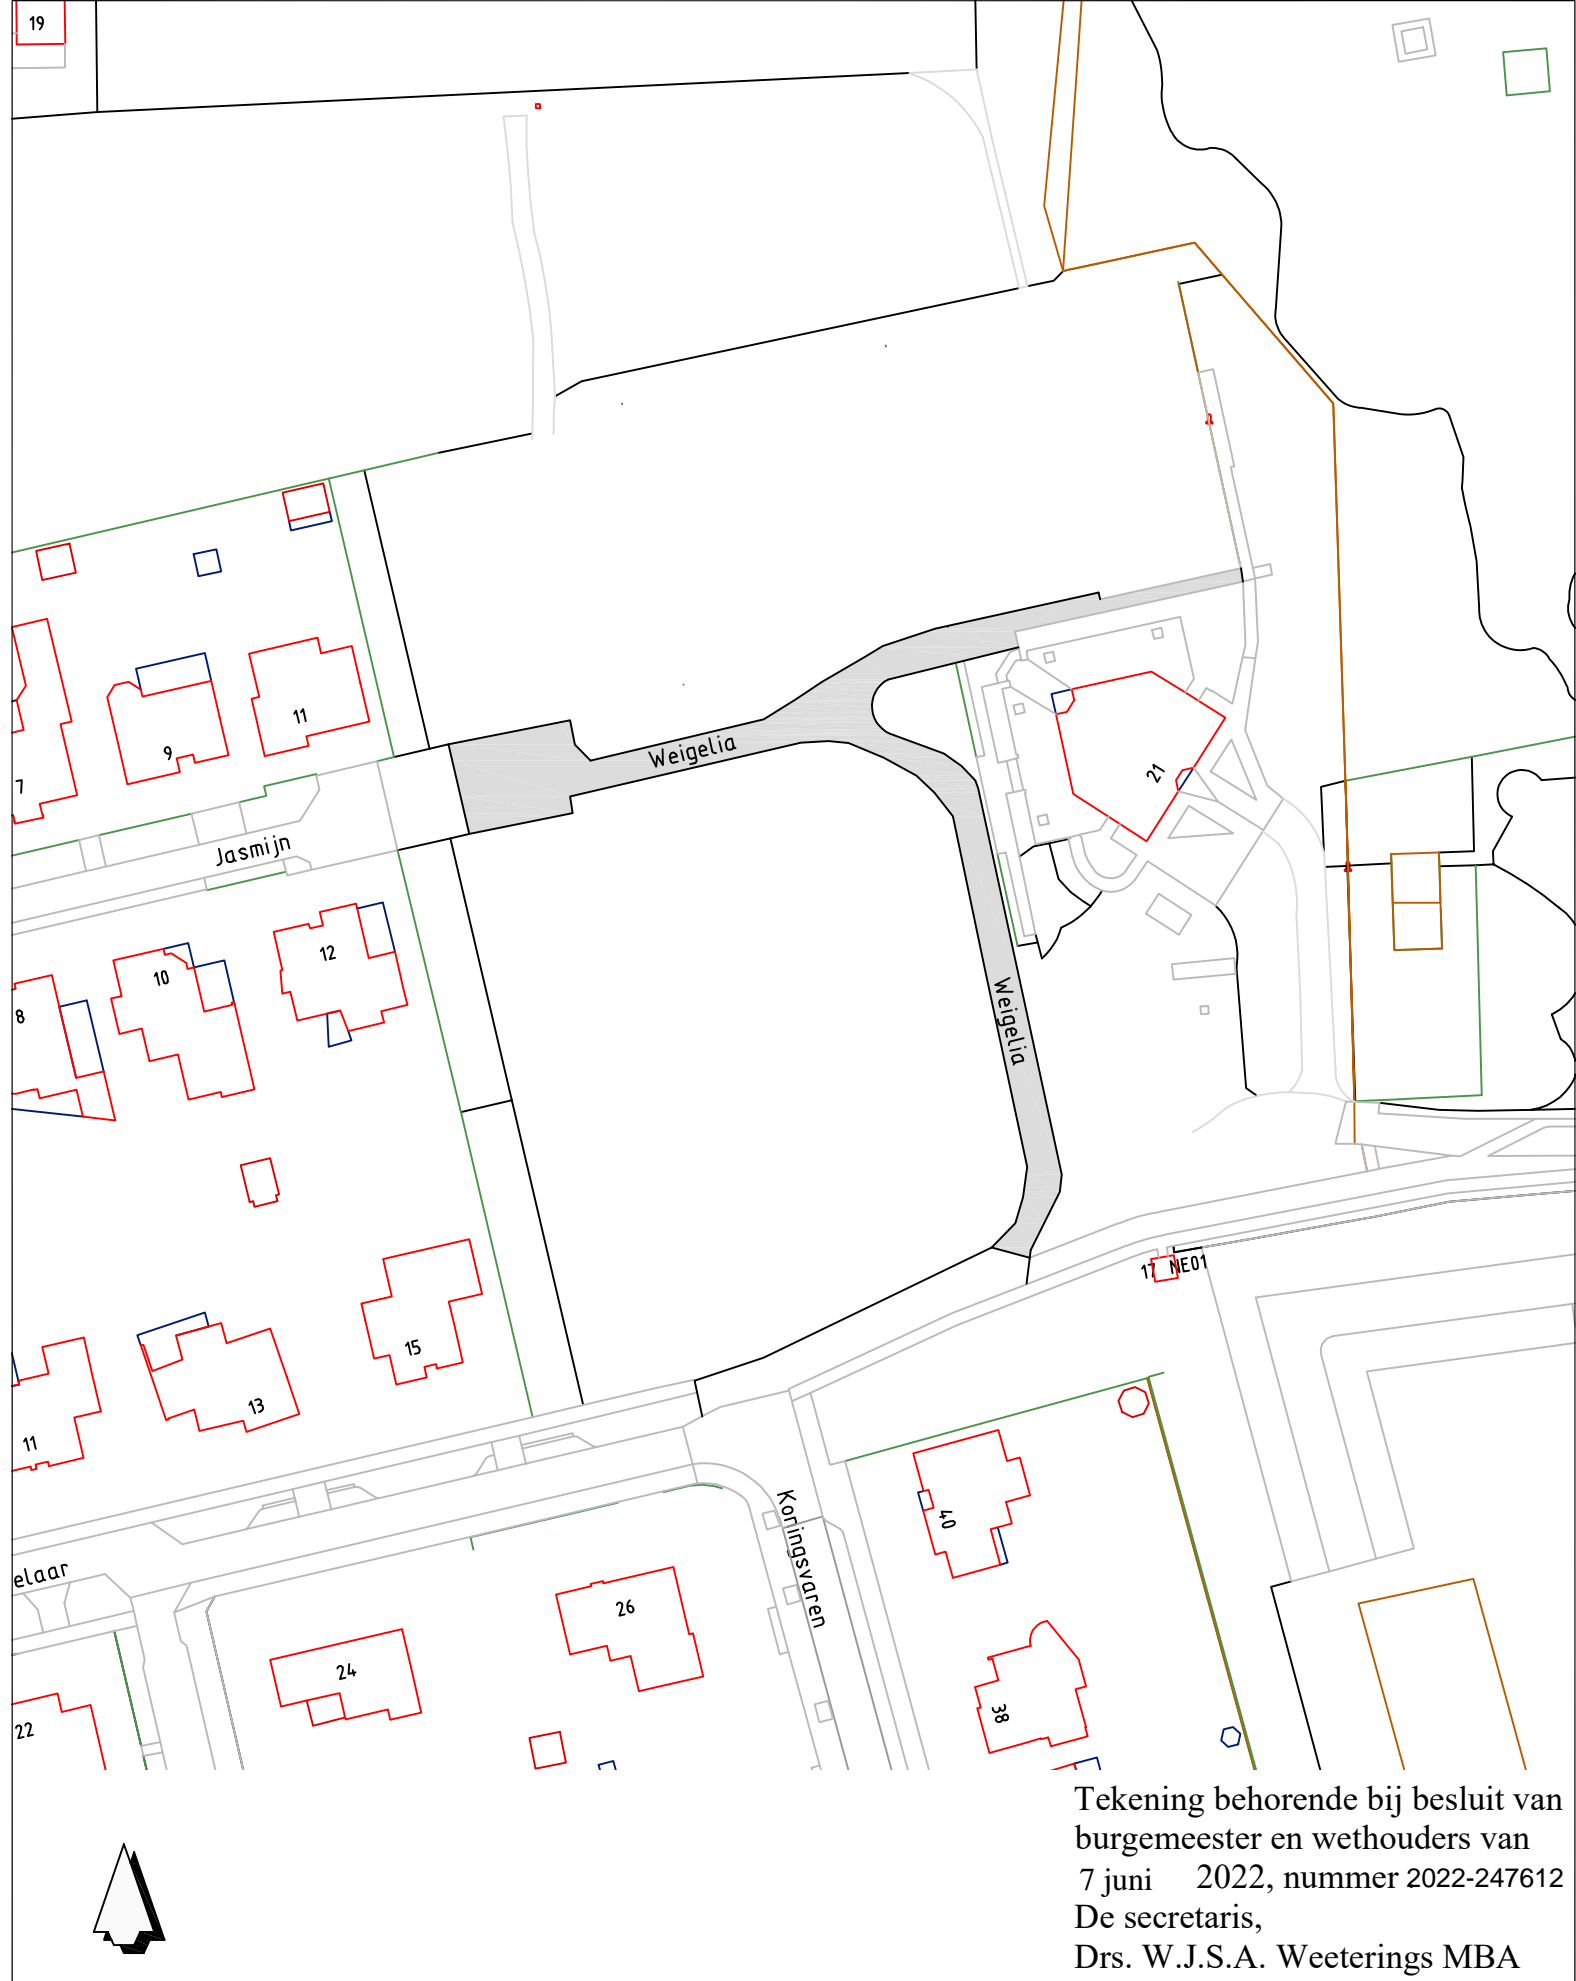 19
11
9
7
Weigelia
21
Jasmijn
12
10
8
Weigelia
17 NE01
15
13
11
Koningsvaren
40
elaar
26
24
38
22
Tekening behorende bij besluit van
burgemeester en wethouders van
7 juni 2022, nummer 2022-247612
De secretaris,
Drs. W.J.S.A. Weeterings MBA